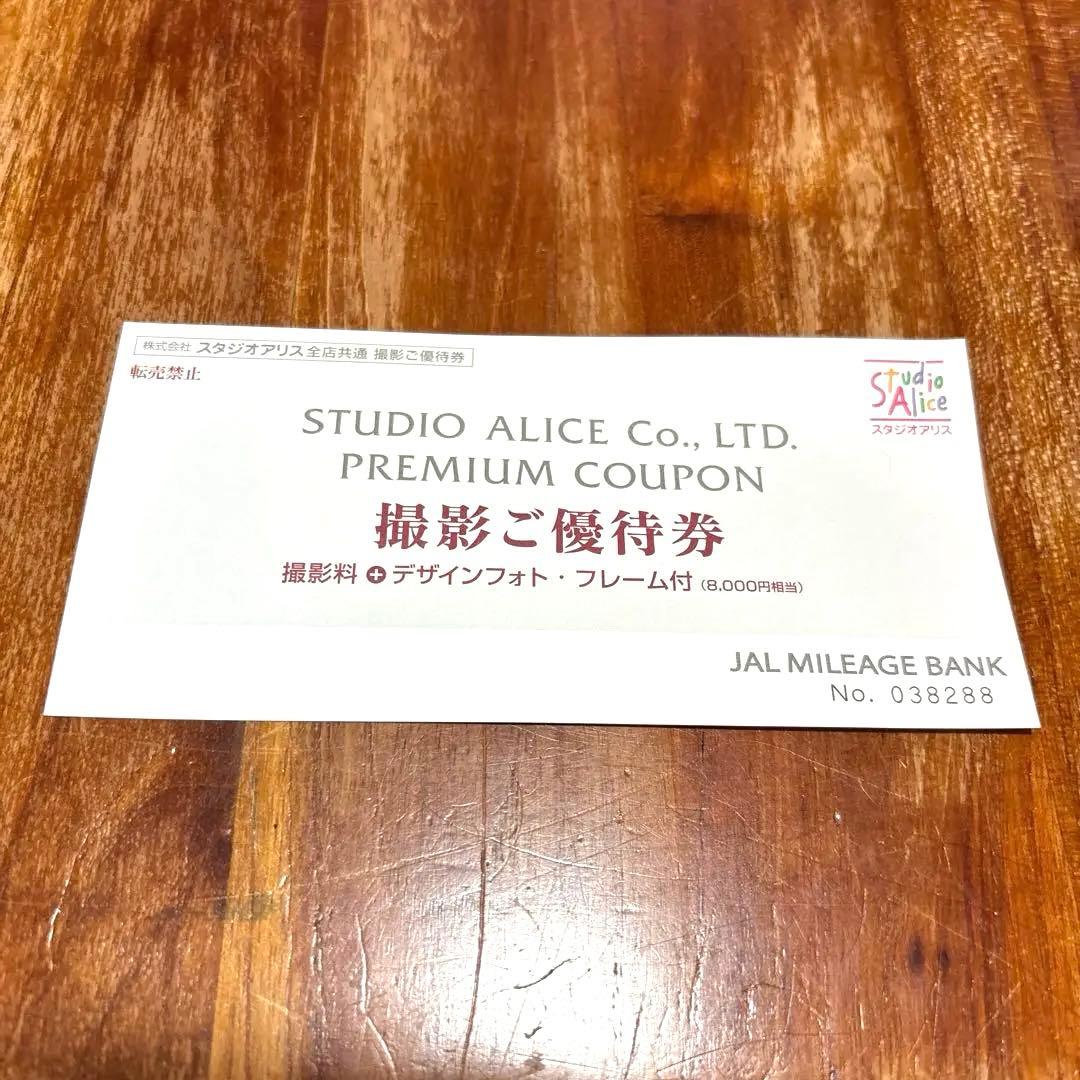 株式会社 スタジオアリス全店共通 撮影ご優待券
転売禁止
Studio
Alice
スタジオアリス
STUDIO ALICE Co., LTD.
PREMIUM COUPON
撮影ご優待券
撮影料 + デザインフォト・フレーム付 (8,000円相当)
JAL MILEAGE BANK
No. 038288